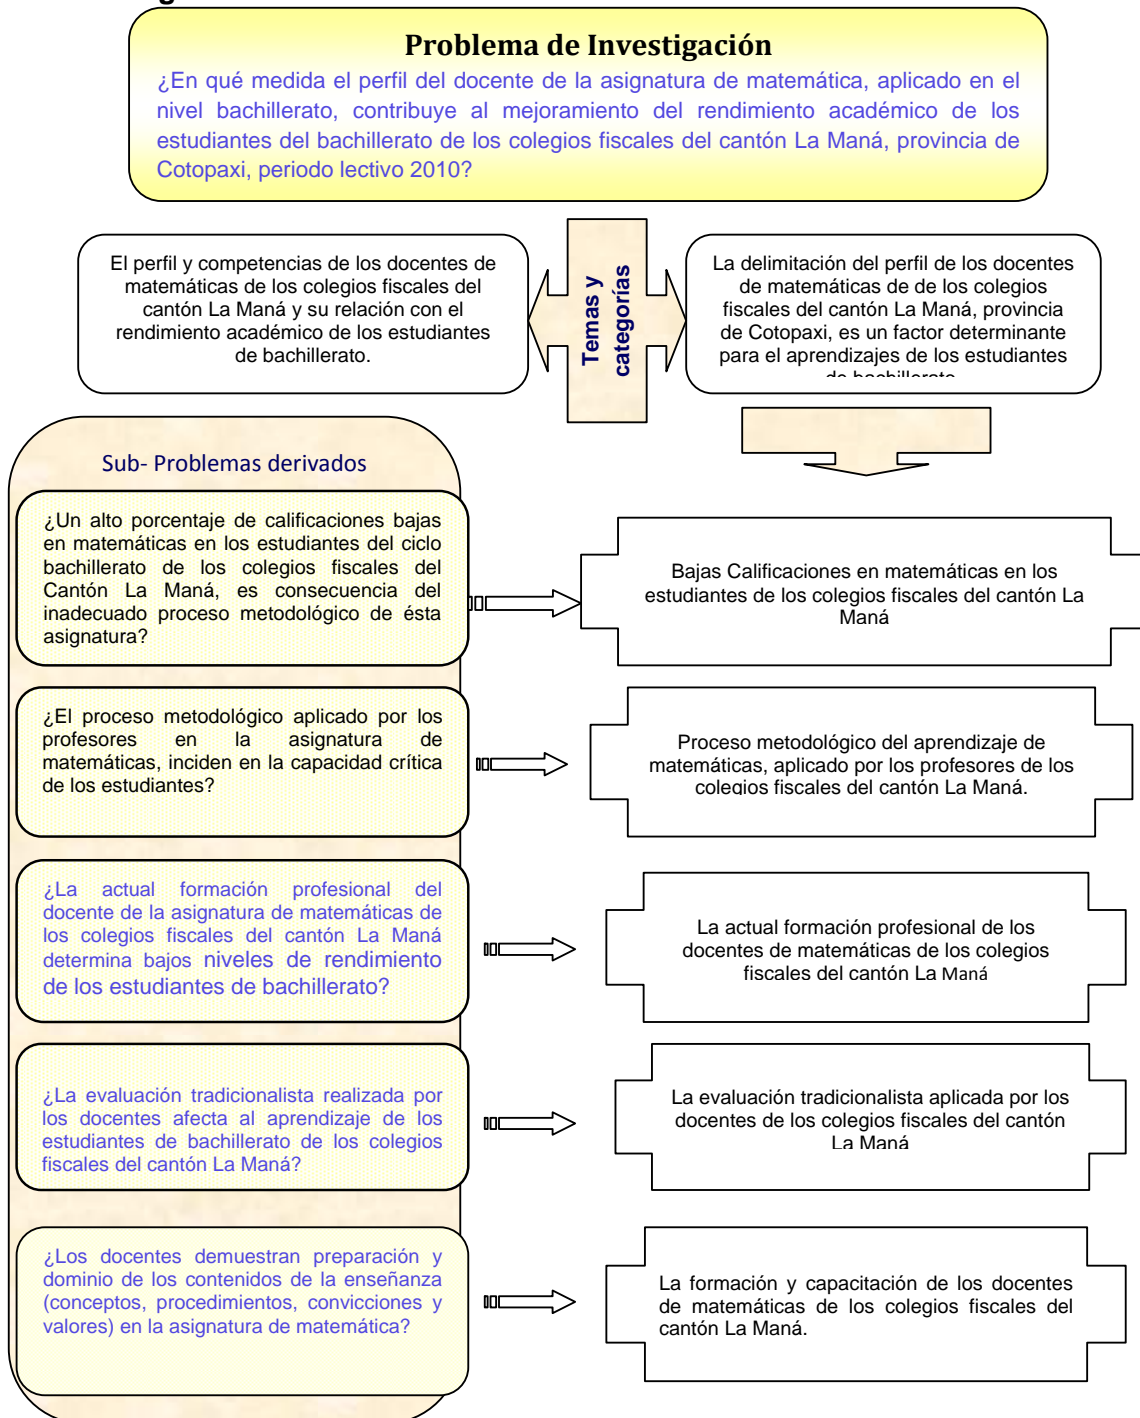 Problema de Investigación
¿En qué medida el perfil del docente de la asignatura de matemática, aplicado en el
nivel bachillerato, contribuye al mejoramiento del rendimiento académico de los
estudiantes del bachillerato de los colegios fiscales del cantón La Maná, provincia de
Cotopaxi, periodo lectivo 2010?
El perfil y competencias de los docentes de
matemáticas de los colegios fiscales del
cantón La Maná y su relación con el
rendimiento académico de los estudiantes
de bachillerato.
Temas y
categorías
La delimitación del perfil de los docentes
de matemáticas de de los colegios
fiscales del cantón La Maná, provincia
de Cotopaxi, es un factor determinante
para el aprendizajes de los estudiantes
de bachillerato
Sub- Problemas derivados
¿Un alto porcentaje de calificaciones bajas
en matemáticas en los estudiantes del ciclo
bachillerato de los colegios fiscales del
Cantón La Maná, es consecuencia del
inadecuado proceso metodológico de ésta
asignatura?
Bajas Calificaciones en matemáticas en los
estudiantes de los colegios fiscales del cantón La
Maná
¿El proceso metodológico aplicado por los
profesores en la asignatura de
matemáticas, inciden en la capacidad crítica
de los estudiantes?
Proceso metodológico del aprendizaje de
matemáticas, aplicado por los profesores de los
colegios fiscales del cantón La Maná.
¿La actual formación profesional del
docente de la asignatura de matemáticas de
los colegios fiscales del cantón La Maná
determina bajos niveles de rendimiento
de los estudiantes de bachillerato?
La actual formación profesional de los
docentes de matemáticas de los colegios
fiscales del cantón La Maná
¿La evaluación tradicionalista realizada por
los docentes afecta al aprendizaje de los
estudiantes de bachillerato de los colegios
fiscales del cantón La Maná?
La evaluación tradicionalista aplicada por los
docentes de los colegios fiscales del cantón
La Maná
¿Los docentes demuestran preparación y
dominio de los contenidos de la enseñanza
(conceptos, procedimientos, convicciones y
valores) en la asignatura de matemática?
La formación y capacitación de los docentes
de matemáticas de los colegios fiscales del
cantón La Maná.